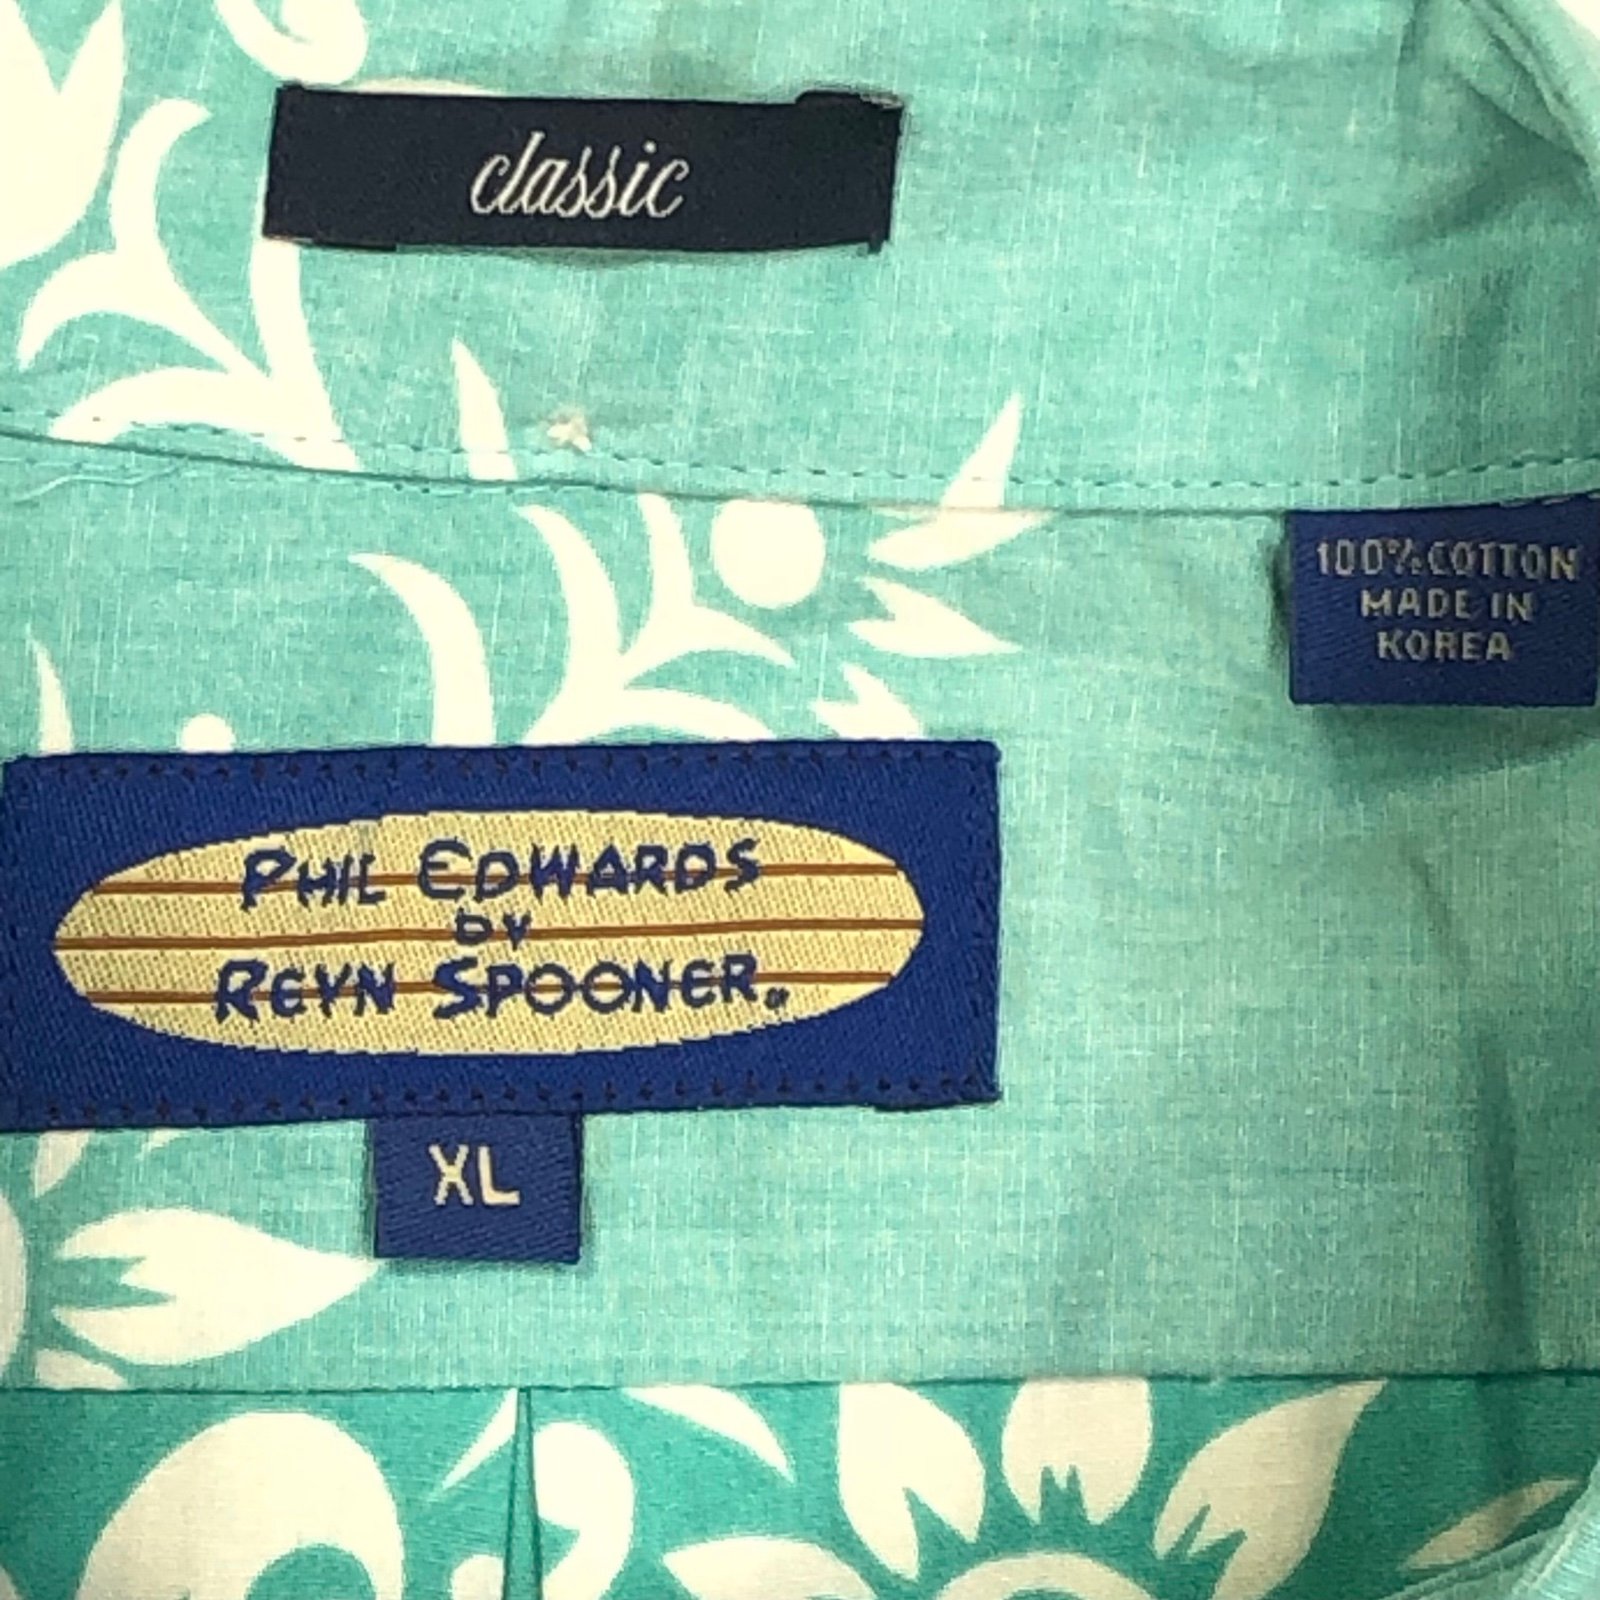 classic
100% COTTON
MADE IN
KOREA
PHIL EDWARDS
BY
REYN SPOONER
XL